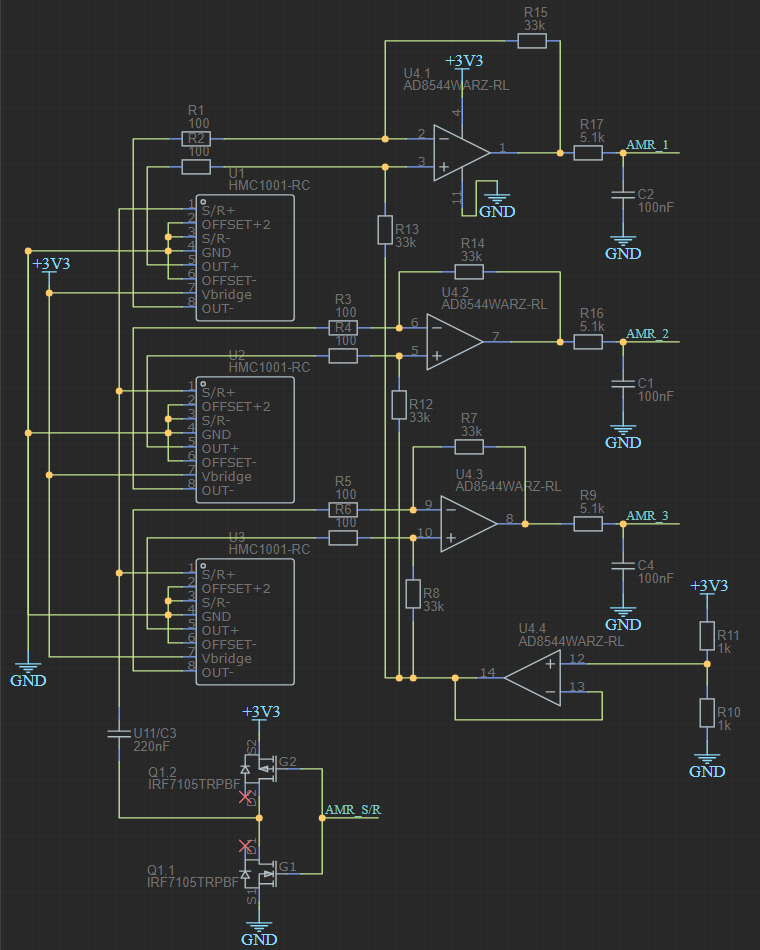 R15
33k
+3V3
U4.1
AD8544WARZ-RL
4
R1
100
R2
100
2
3
1
11
GND
R17
5.1k
AMR_1
C2
100nF
GND
U1
HMC1001-RC
1 S/R+
2 OFFSET+2
3 S/R-
4 GND
5 OUT+
6 OFFSET-
7 Vbridge
8 OUT-
R13
33k
+3V3
R14
33k
U4.2
AD8544WARZ-RL
R3
100
R4
100
6
5
7
R16
5.1k
AMR_2
C1
100nF
GND
U2
HMC1001-RC
1 S/R+
2 OFFSET+2
3 S/R-
4 GND
5 OUT+
6 OFFSET-
7 Vbridge
8 OUT-
R12
33k
R7
33k
U4.3
AD8544WARZ-RL
R5
100
R6
100
9
10
8
R9
5.1k
AMR_3
C4
100nF
GND
U3
HMC1001-RC
1 S/R+
2 OFFSET+2
3 S/R-
4 GND
5 OUT+
6 OFFSET-
7 Vbridge
8 OUT-
R8
33k
+3V3
R11
1k
U4.4
AD8544WARZ-RL
12
13
14
R10
1k
GND
GND
U11/C3
220nF
+3V3
S2
G2
Q1.2
IRF7105TRPBF
D2
AMR_S/R
D1
G1
Q1.1
IRF7105TRPBF
S1
GND